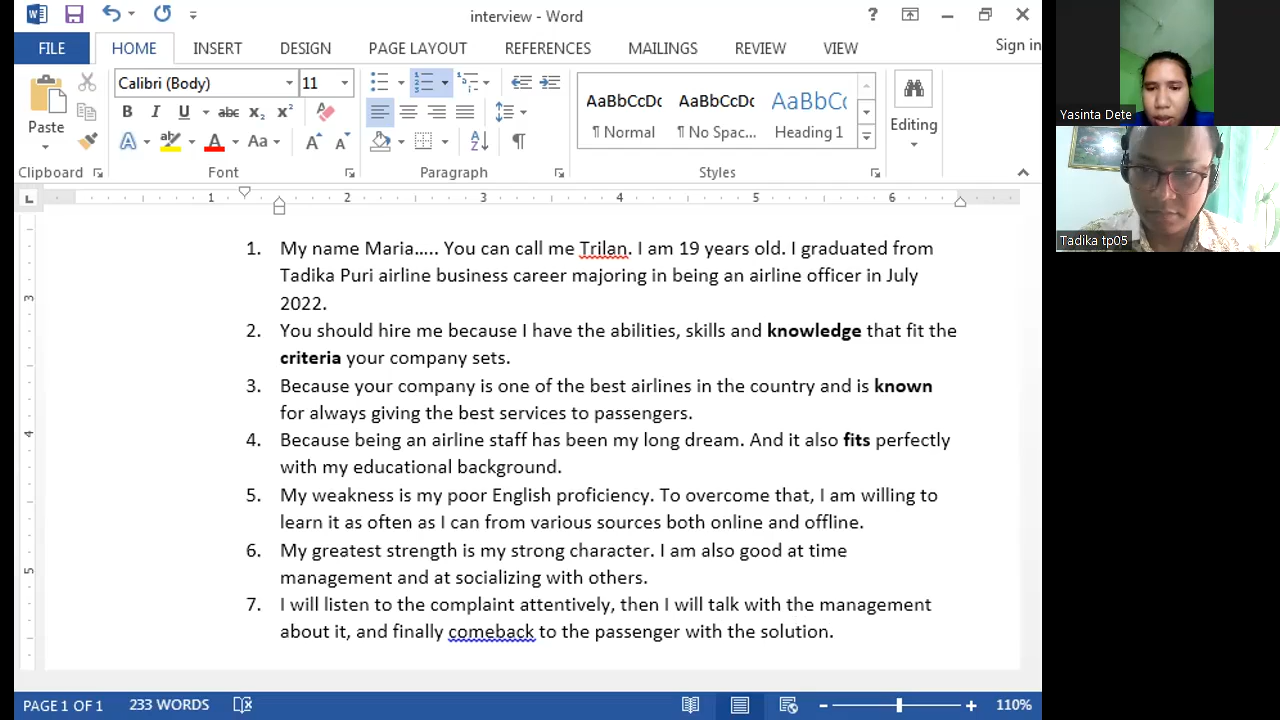 interview - Word
FILE HOME INSERT DESIGN PAGE LAYOUT REFERENCES MAILINGS REVIEW VIEW Sign in
Calibri (Body) 11
Paste
AaBbCcDc AaBbCcDc AaBbCc
¶ Normal ¶ No Spac... Heading 1
Editing
Clipboard Font Paragraph Styles
1 2 3 4 5 6
1. My name Maria..... You can call me Trilan. I am 19 years old. I graduated from
Tadika Puri airline business career majoring in being an airline officer in July
2022.
2. You should hire me because I have the abilities, skills and knowledge that fit the
criteria your company sets.
3. Because your company is one of the best airlines in the country and is known
for always giving the best services to passengers.
4. Because being an airline staff has been my long dream. And it also fits perfectly
with my educational background.
5. My weakness is my poor English proficiency. To overcome that, I am willing to
learn it as often as I can from various sources both online and offline.
6. My greatest strength is my strong character. I am also good at time
management and at socializing with others.
7. I will listen to the complaint attentively, then I will talk with the management
about it, and finally comeback to the passenger with the solution.
3
4
5
PAGE 1 OF 1 233 WORDS 110%
Yasinta Dete
Tadika tp05